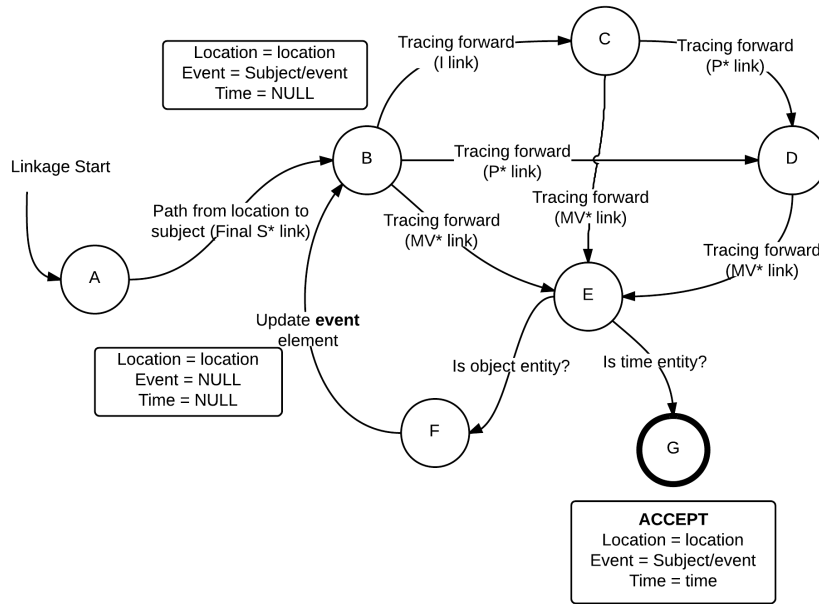 Location = location
Event = Subject/event
Time = NULL
Tracing forward
(I link)
C
Tracing forward
(P* link)
Linkage Start
B
Tracing forward
(P* link)
D
Path from location to
subject (Final S* link)
Tracing forward
(MV* link)
Tracing forward
(MV* link)
Tracing forward
(MV* link)
A
E
Update event
element
Location = location
Event = NULL
Time = NULL
Is object entity?
Is time entity?
F
G
ACCEPT
Location = location
Event = Subject/event
Time = time